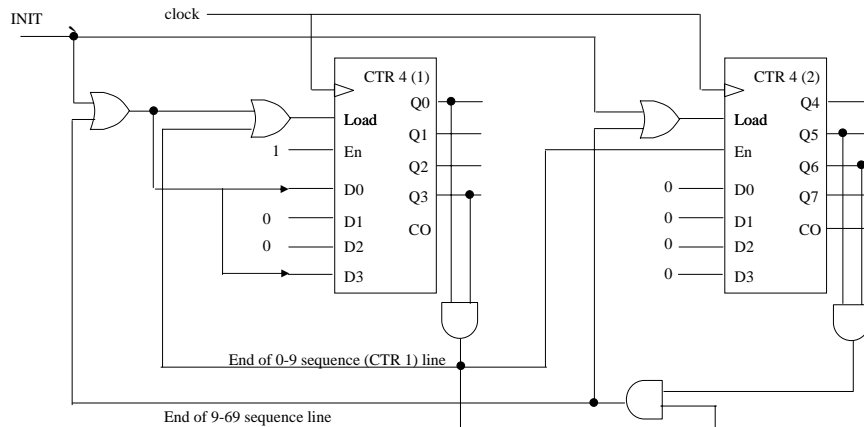 INIT
clock
CTR 4 (1)
Q0
Load
Q1
1
En
Q2
D0
Q3
0
D1
CO
0
D2
D3
CTR 4 (2)
Q4
Load
Q5
En
Q6
0
D0
Q7
0
D1
CO
0
D2
0
D3
End of 0-9 sequence (CTR 1) line
End of 9-69 sequence line